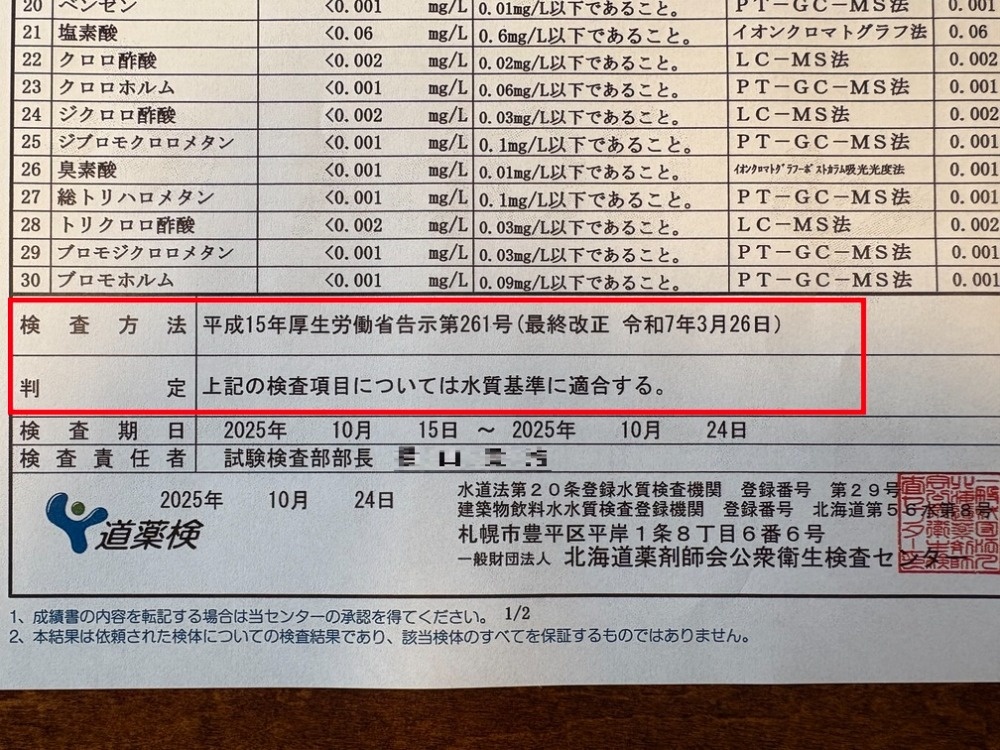 20 ベンゼン <0.001 mg/L 0.01mg/L以下であること。 PT－GC－MS法 0.001
21 塩素酸 <0.06 mg/L 0.6mg/L以下であること。 イオンクロマトグラフ法 0.06
22 クロロ酢酸 <0.002 mg/L 0.02mg/L以下であること。 LC－MS法 0.002
23 クロロホルム <0.001 mg/L 0.06mg/L以下であること。 PT－GC－MS法 0.001
24 ジクロロ酢酸 <0.002 mg/L 0.03mg/L以下であること。 LC－MS法 0.002
25 ジブロモクロロメタン <0.001 mg/L 0.1mg/L以下であること。 PT－GC－MS法 0.001
26 臭素酸 <0.001 mg/L 0.01mg/L以下であること。 ｲｵﾝｸﾛﾏﾄｸﾞﾗﾌｰﾎﾟｽﾄｶﾗﾑ吸光光度法 0.001
27 総トリハロメタン <0.001 mg/L 0.1mg/L以下であること。 PT－GC－MS法 0.001
28 トリクロロ酢酸 <0.002 mg/L 0.03mg/L以下であること。 LC－MS法 0.002
29 ブロモジクロロメタン <0.001 mg/L 0.03mg/L以下であること。 PT－GC－MS法 0.001
30 ブロモホルム <0.001 mg/L 0.09mg/L以下であること。 PT－GC－MS法 0.001
検査方法 平成15年厚生労働省告示第261号(最終改正 令和7年3月26日)
判定 上記の検査項目については水質基準に適合する。
検査期日 2025年 10月 15日 ～ 2025年 10月 24日
検査責任者 試験検査部部長
2025年 10月 24日
道薬検
水道法第２０条登録水質検査機関 登録番号 第２９号
建築物飲料水水質検査登録機関 登録番号 北海道第５６水第８号
札幌市豊平区平岸１条８丁目６番６号
一般財団法人 北海道薬剤師会公衆衛生検査センター
1、成績書の内容を転記する場合は当センターの承認を得てください。 1/2
2、本結果は依頼された検体についての検査結果であり、該当検体のすべてを保証するものではありません。